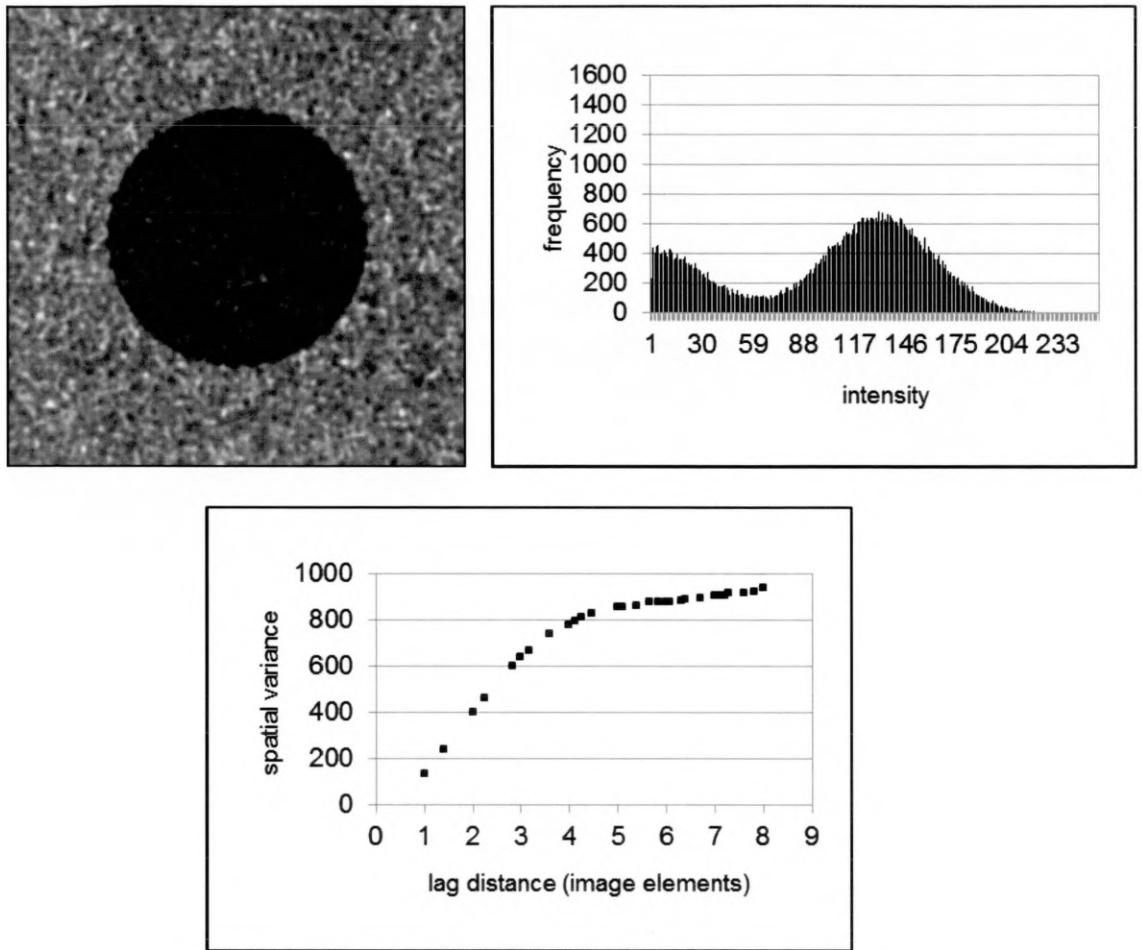 1600
1400
1200
1000
800
600
400
200
0
frequency
1 30 59 88 117 146 175 204 233
intensity
1000
800
600
400
200
0
spatial variance
0 1 2 3 4 5 6 7 8 9
lag distance (image elements)